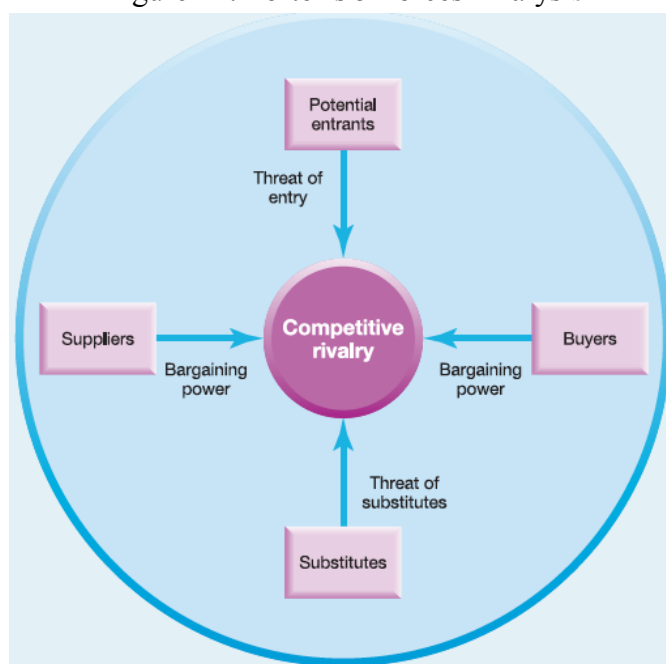 Potential
entrants
Threat of
entry
Suppliers
Competitive
rivalry
Buyers
Bargaining
power
Bargaining
power
Threat of
substitutes
Substitutes